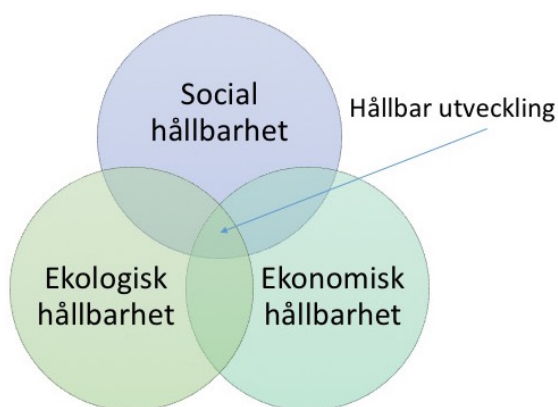 Social
hållbarhet
Hållbar utveckling
Ekologisk
hållbarhet
Ekonomisk
hållbarhet